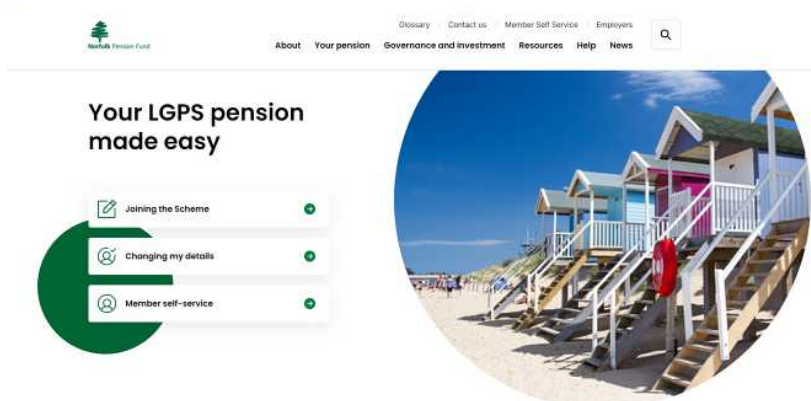 Glossary Contact us Member Self Service Employers
Norfolk Pension Fund
About Your pension Governance and investment Resources Help News
Your LGPS pension
made easy
Joining the Scheme
Changing my details
Member self-service